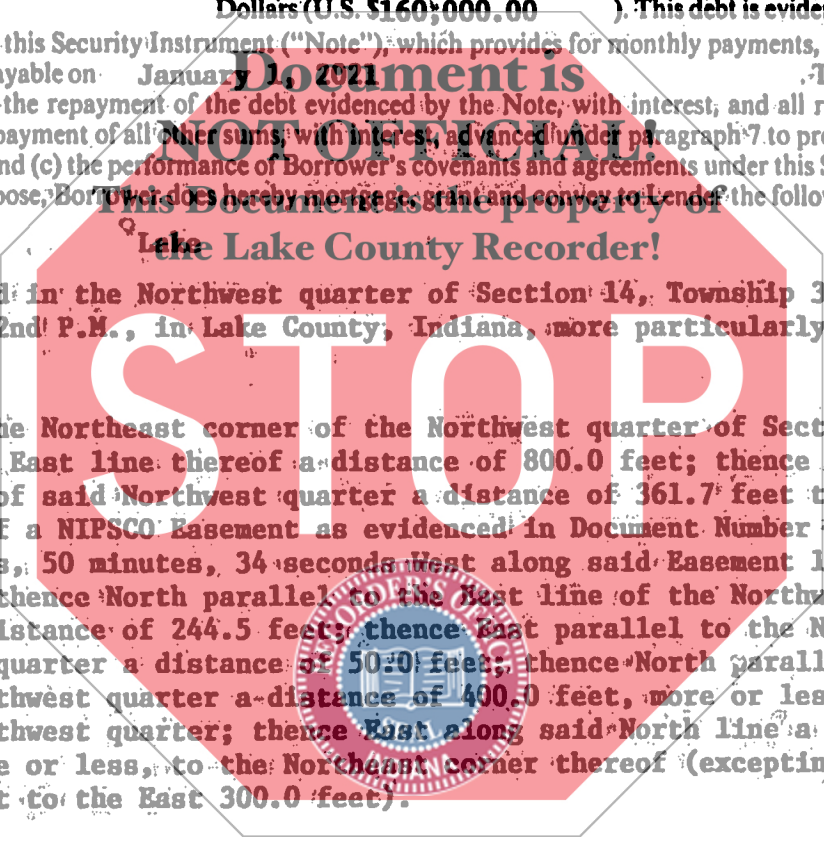 Dollars (U.S. $160,000.00 ). This debt is eviden
this Security Instrument ("Note"), which provides for monthly payments,
ayable on January 1, 2021 T
Document is
the repayment of the debt evidenced by the Note, with interest, and all r
payment of all other sums, with interest, advanced under paragraph 7 to pro
NOT OFFICIAL!
nd (c) the performance of Borrower's covenants and agreements under this S
pose, Borrower does hereby mortgage, grant and convey to Lender the follow
This Document is the property of
Lake
the Lake County Recorder!
d in the Northwest quarter of Section 14, Township 3
2nd P.M., in Lake County, Indiana, more particularly
STOP
he Northeast corner of the Northwest quarter of Sect
East line thereof a distance of 800.0 feet; thence
of said Northwest quarter a distance of 361.7 feet t
f a NIPSCO Easement as evidenced in Document Number
s, 50 minutes, 34 seconds West along said Easement l
thence North parallel to the East line of the Northw
istance of 244.5 feet; thence East parallel to the N
quarter a distance of 50.0 feet; thence North parall
thwest quarter a distance of 400.0 feet, more or les
thwest quarter; thence East along said North line a
e or less, to the Northeast corner thereof (exceptin
t to the East 300.0 feet).
RECORDER'S OFFICE
SEAL
INDIANA